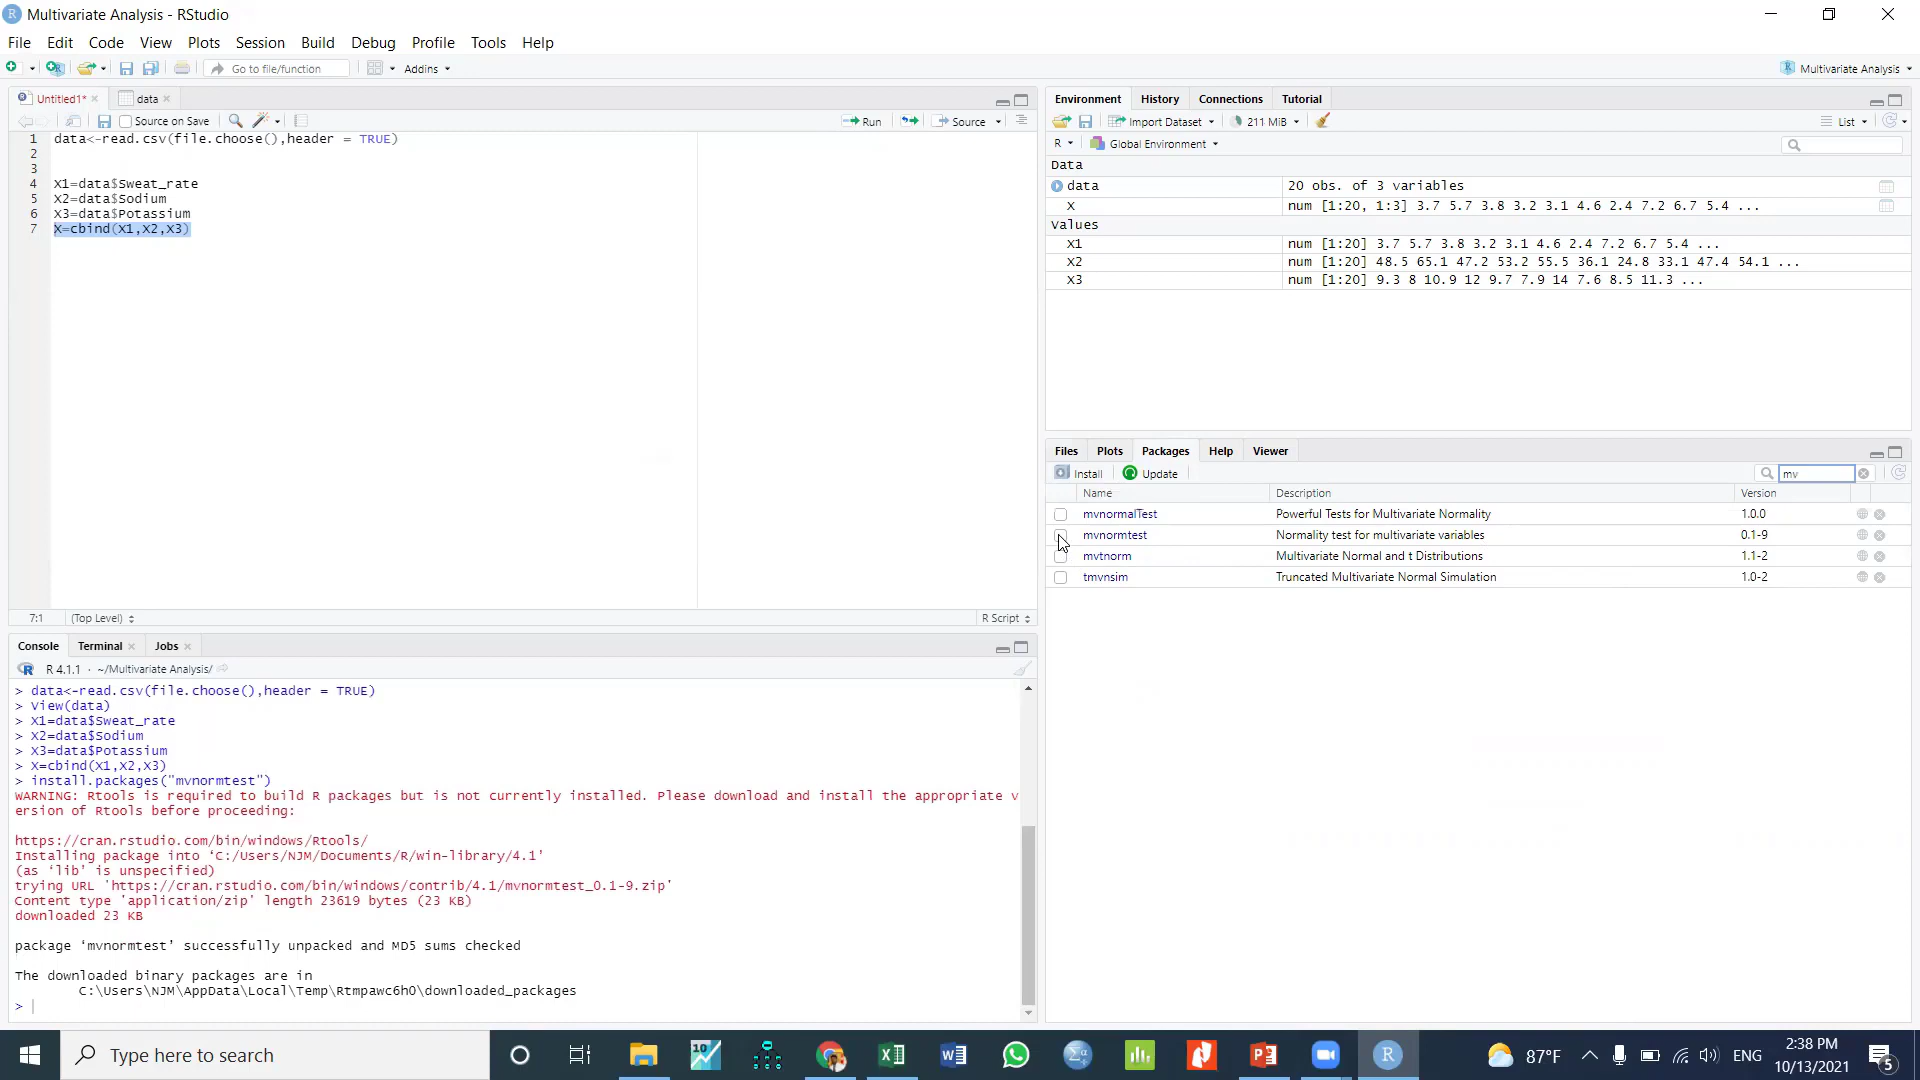 Multivariate Analysis - RStudio
File Edit Code View Plots Session Build Debug Profile Tools Help
Go to file/function Addins Multivariate Analysis
Untitled1* data
Source on Save Run Source
1 data<-read.csv(file.choose(),header = TRUE)
2
3
4 X1=data$Sweat_rate
5 X2=data$Sodium
6 X3=data$Potassium
7 X=cbind(X1,X2,X3)
7:1 (Top Level) R Script
Console Terminal Jobs
R 4.1.1 · ~/Multivariate Analysis/
> data<-read.csv(file.choose(),header = TRUE)
> View(data)
> X1=data$Sweat_rate
> X2=data$Sodium
> X3=data$Potassium
> X=cbind(X1,X2,X3)
> install.packages("mvnormtest")
WARNING: Rtools is required to build R packages but is not currently installed. Please download and install the appropriate v
ersion of Rtools before proceeding:
https://cran.rstudio.com/bin/windows/Rtools/
Installing package into ‘C:/Users/NJM/Documents/R/win-library/4.1’
(as ‘lib’ is unspecified)
trying URL 'https://cran.rstudio.com/bin/windows/contrib/4.1/mvnormtest_0.1-9.zip'
Content type 'application/zip' length 23619 bytes (23 KB)
downloaded 23 KB
package ‘mvnormtest’ successfully unpacked and MD5 sums checked
The downloaded binary packages are in
C:\Users\NJM\AppData\Local\Temp\Rtmpawc6h0\downloaded_packages
>
Environment History Connections Tutorial
Import Dataset 211 MiB List
R Global Environment
Data
data 20 obs. of 3 variables
X num [1:20, 1:3] 3.7 5.7 3.8 3.2 3.1 4.6 2.4 7.2 6.7 5.4 ...
Values
X1 num [1:20] 3.7 5.7 3.8 3.2 3.1 4.6 2.4 7.2 6.7 5.4 ...
X2 num [1:20] 48.5 65.1 47.2 53.2 55.5 36.1 24.8 33.1 47.4 54.1 ...
X3 num [1:20] 9.3 8 10.9 12 9.7 7.9 14 7.6 8.5 11.3 ...
Files Plots Packages Help Viewer
Install Update mv
Name Description Version
mvnormalTest Powerful Tests for Multivariate Normality 1.0.0
mvnormtest Normality test for multivariate variables 0.1-9
mvtnorm Multivariate Normal and t Distributions 1.1-2
tmvnsim Truncated Multivariate Normal Simulation 1.0-2
Type here to search
87°F ENG 2:38 PM
10/13/2021 5